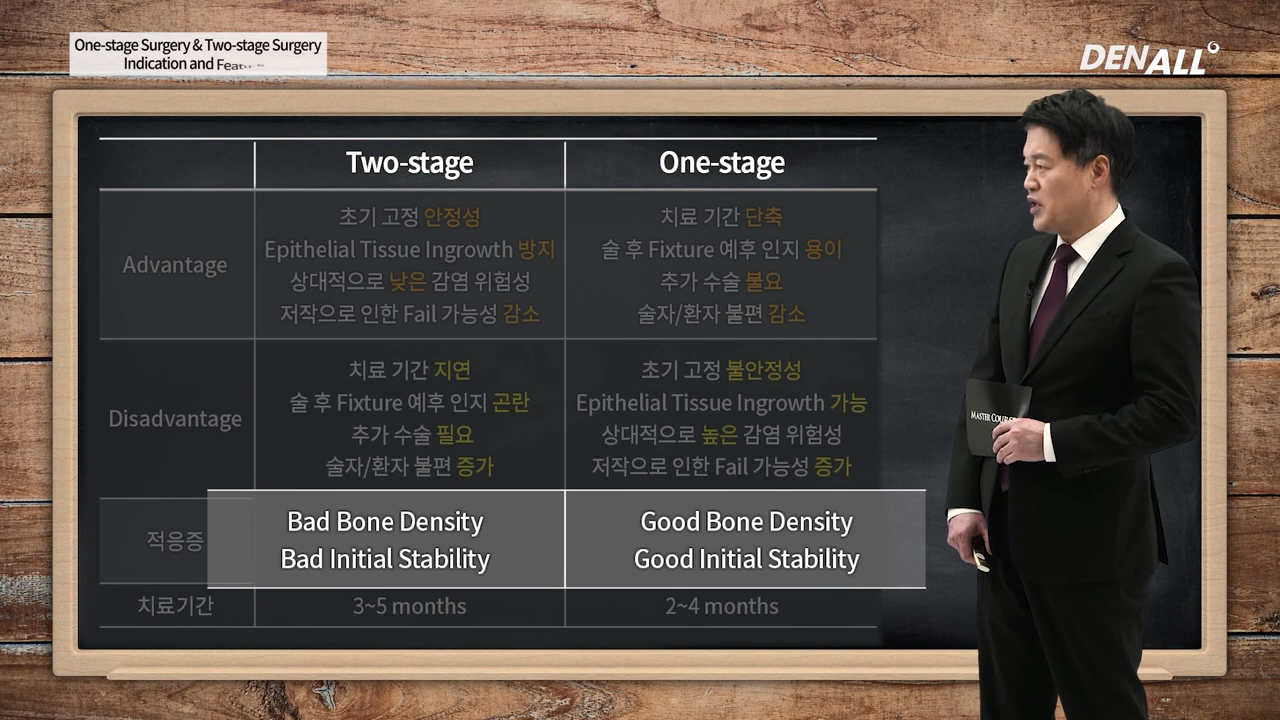 One-stage Surgery & Two-stage Surgery
Indication and
DENALL
Two-stage
One-stage
Advantage
초기 고정 안정성
Epithelial Tissue Ingrowth 방지
상대적으로 낮은 감염 위험성
저작으로 인한 Fail 가능성 감소
치료 기간 단축
술 후 Fixture 예후 인지 용이
추가 수술 불요
술자/환자 불편 감소
Disadvantage
치료 기간 지연
술 후 Fixture 예후 인지 곤란
추가 수술 필요
술자/환자 불편 증가
초기 고정 불안정성
Epithelial Tissue Ingrowth 가능
상대적으로 높은 감염 위험성
저작으로 인한 Fail 가능성 증가
적응증
Bad Bone Density
Bad Initial Stability
Good Bone Density
Good Initial Stability
치료기간
3~5 months
2~4 months
MASTER